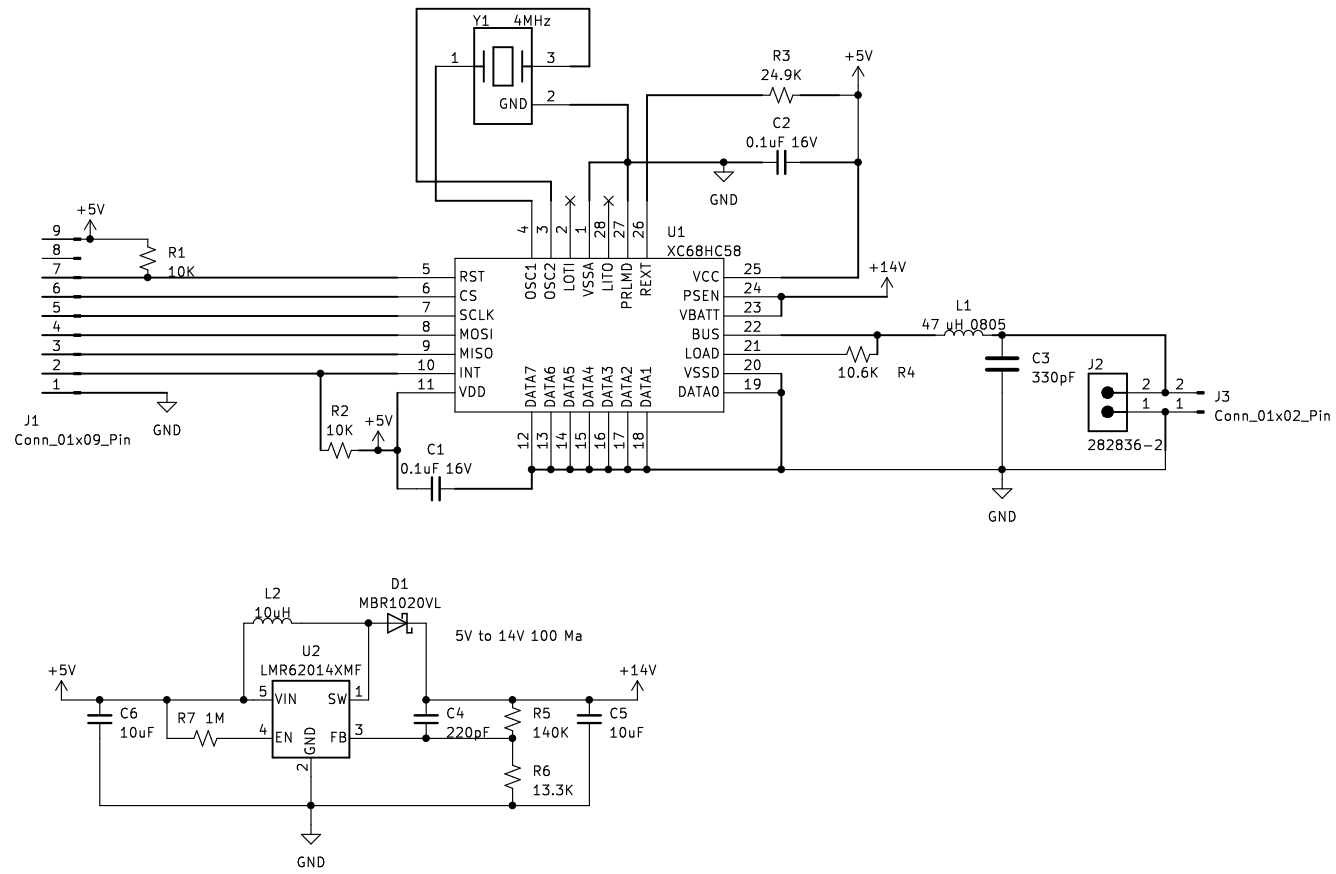 Y1 4MHz
1
3
GND 2
R3
24.9K
+5V
C2
0.1uF 16V
GND
+5V
R1
10K
9
8
7
6
5
4
3
2
1
J1
Conn_01x09_Pin
GND
U1
XC68HC58
4 3 2 1 28 27 26
OSC1 OSC2 LOTI VSSA LITO PRLMD REXT
5 RST
6 CS
7 SCLK
8 MOSI
9 MISO
10 INT
11 VDD
VCC 25
PSEN 24
VBATT 23
BUS 22
LOAD 21
VSSD 20
DATA0 19
DATA7 DATA6 DATA5 DATA4 DATA3 DATA2 DATA1
12 13 14 15 16 17 18
+14V
L1
47 uH 0805
10.6K R4
C3
330pF
J2
2 2
1 1
282836-2
J3
Conn_01x02_Pin
GND
R2
10K
+5V
C1
0.1uF 16V
L2
10uH
D1
MBR1020VL
5V to 14V 100 Ma
U2
LMR62014XMF
+5V
+14V
5 VIN SW 1
4 EN FB 3
GND
2
C6
10uF
R7 1M
C4
220pF
R5
140K
C5
10uF
R6
13.3K
GND